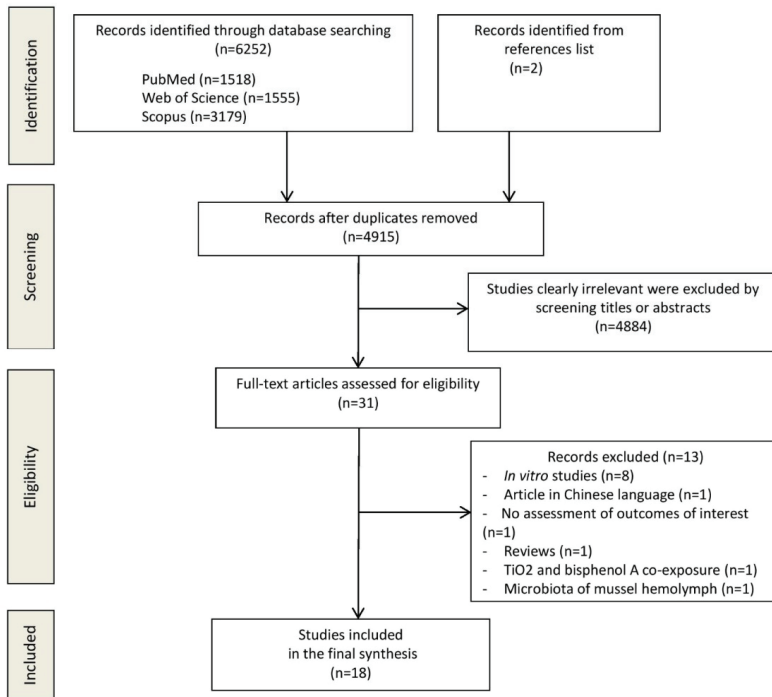 Identification
Records identified through database searching
(n=6252)
PubMed (n=1518)
Web of Science (n=1555)
Scopus (n=3179)
Records identified from
references list
(n=2)
Screening
Records after duplicates removed
(n=4915)
Studies clearly irrelevant were excluded by
screening titles or abstracts
(n=4884)
Eligibility
Full-text articles assessed for eligibility
(n=31)
Records excluded (n=13)
- In vitro studies (n=8)
- Article in Chinese language (n=1)
- No assessment of outcomes of interest
(n=1)
- Reviews (n=1)
- TiO2 and bisphenol A co-exposure (n=1)
- Microbiota of mussel hemolymph (n=1)
Included
Studies included
in the final synthesis
(n=18)